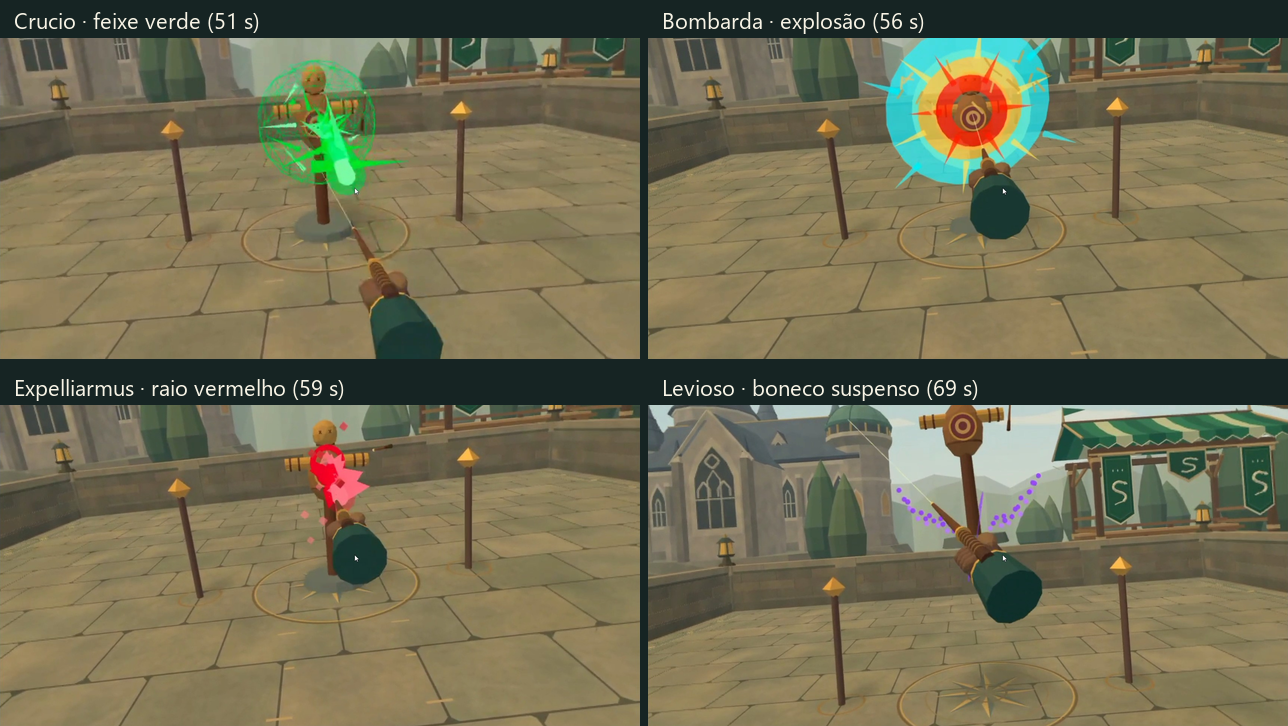 Crucio · feixe verde (51 s)
Bombarda · explosão (56 s)
Expelliarmus · raio vermelho (59 s)
Levioso · boneco suspenso (69 s)
S
S
S